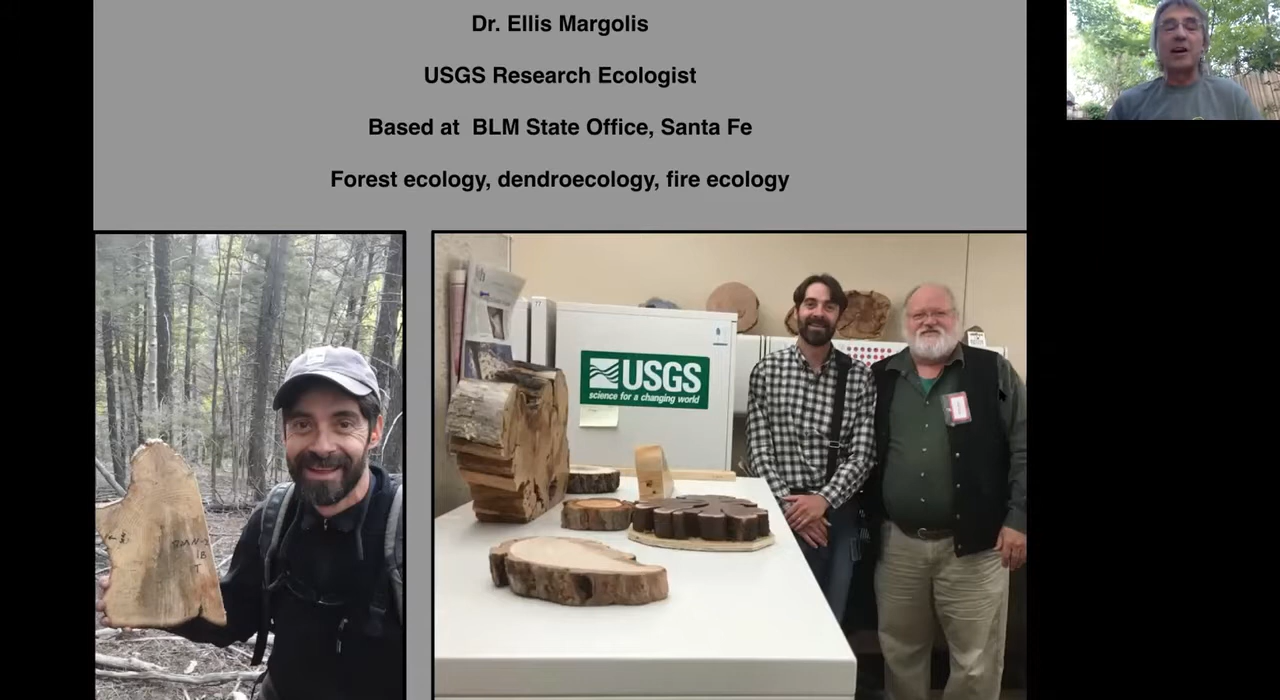 Dr. Ellis Margolis
USGS Research Ecologist
Based at BLM State Office, Santa Fe
Forest ecology, dendroecology, fire ecology
USGS
science for a changing world